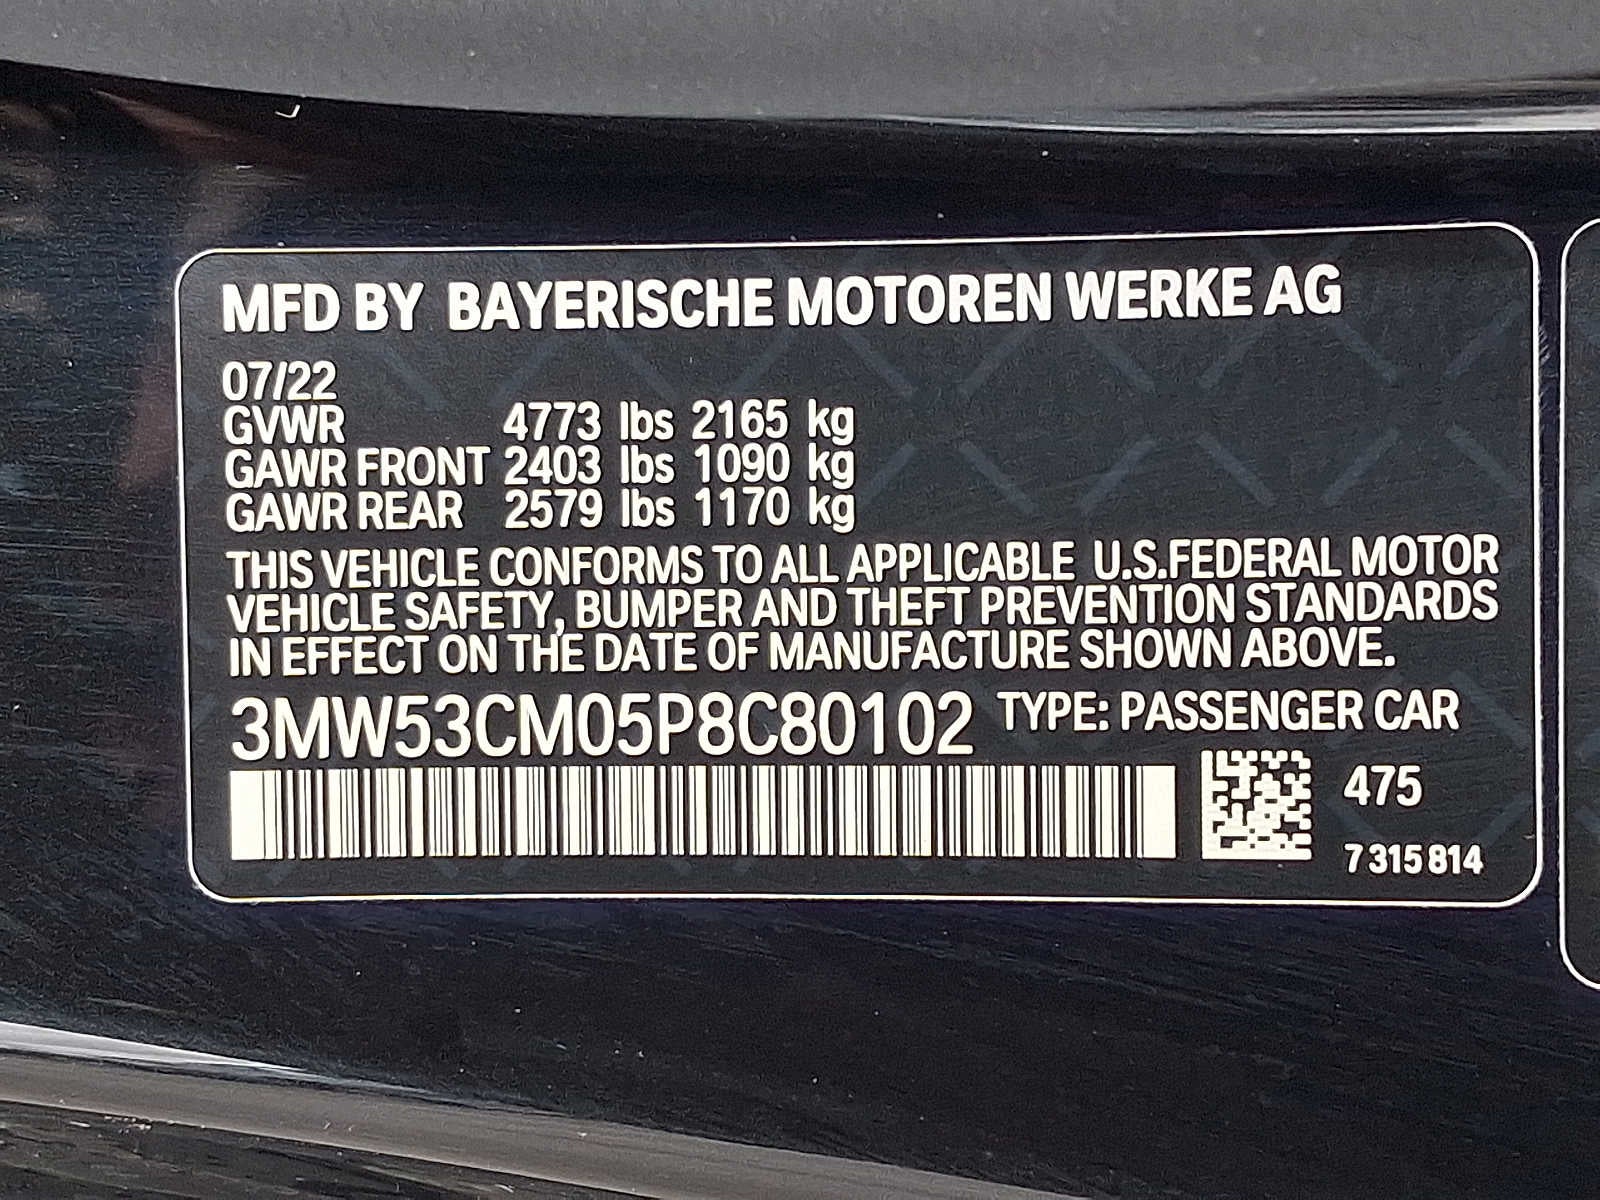 MFD BY BAYERISCHE MOTOREN WERKE AG
07/22
GVWR 4773 lbs 2165 kg
GAWR FRONT 2403 lbs 1090 kg
GAWR REAR 2579 lbs 1170 kg
THIS VEHICLE CONFORMS TO ALL APPLICABLE U.S.FEDERAL MOTOR
VEHICLE SAFETY, BUMPER AND THEFT PREVENTION STANDARDS
IN EFFECT ON THE DATE OF MANUFACTURE SHOWN ABOVE.
3MW53CM05P8C80102 TYPE: PASSENGER CAR
475
7 315 814